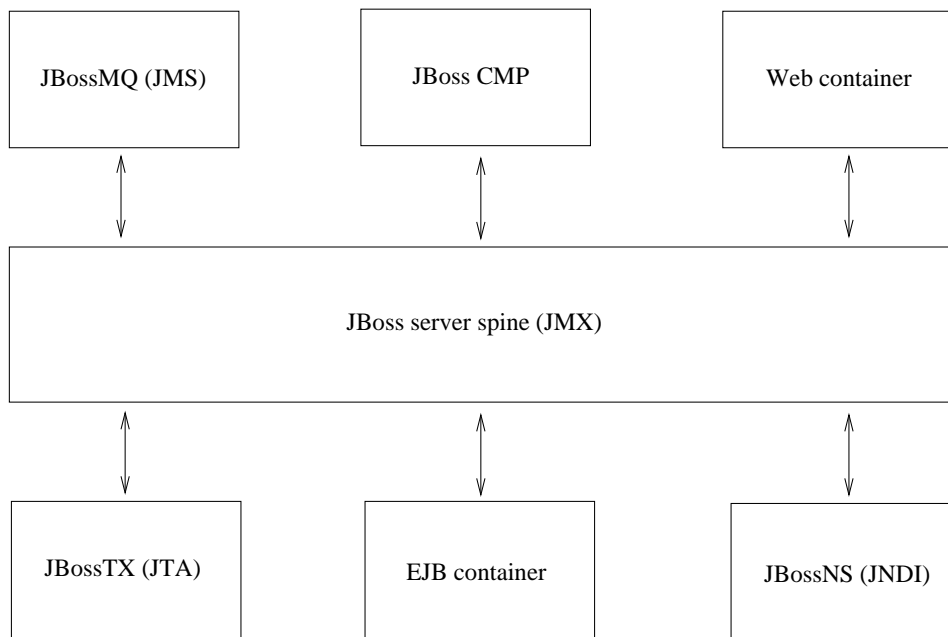 JBossMQ (JMS)
JBoss CMP
Web container
JBoss server spine (JMX)
JBossTX (JTA)
EJB container
JBossNS (JNDI)